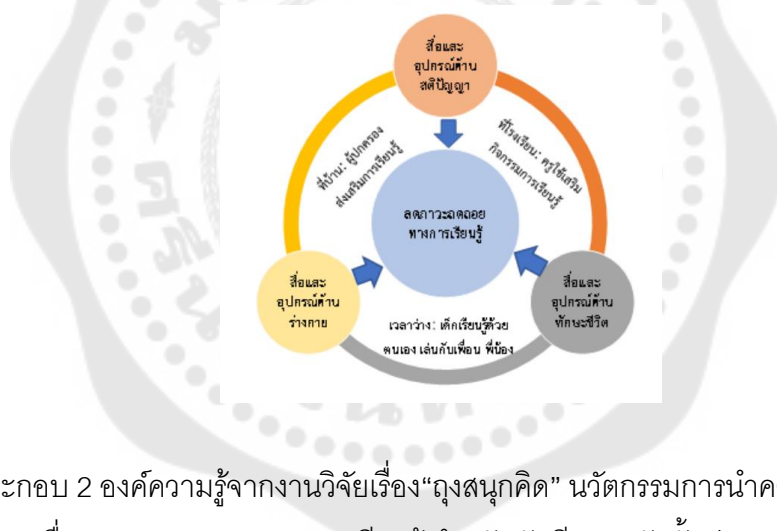 สื่อและ
อุปกรณ์ด้าน
สติปัญญา
ที่บ้าน: ผู้ปกครอง
ส่งเสริมการเรียนรู้
ที่โรงเรียน: ครูใช้เสริม
กิจกรรมการเรียนรู้
ลดภาวะถดถอย
ทางการเรียนรู้
สื่อและ
อุปกรณ์ด้าน
ร่างกาย
สื่อและ
อุปกรณ์ด้าน
ทักษะชีวิต
เวลาว่าง: เด็กเรียนรู้ด้วย
ตนเอง เล่นกับเพื่อน พี่น้อง
ะกอบ 2 องค์ความรู้จากงานวิจัยเรื่อง“ถุงสนุกคิด” นวัตกรรมการนำค